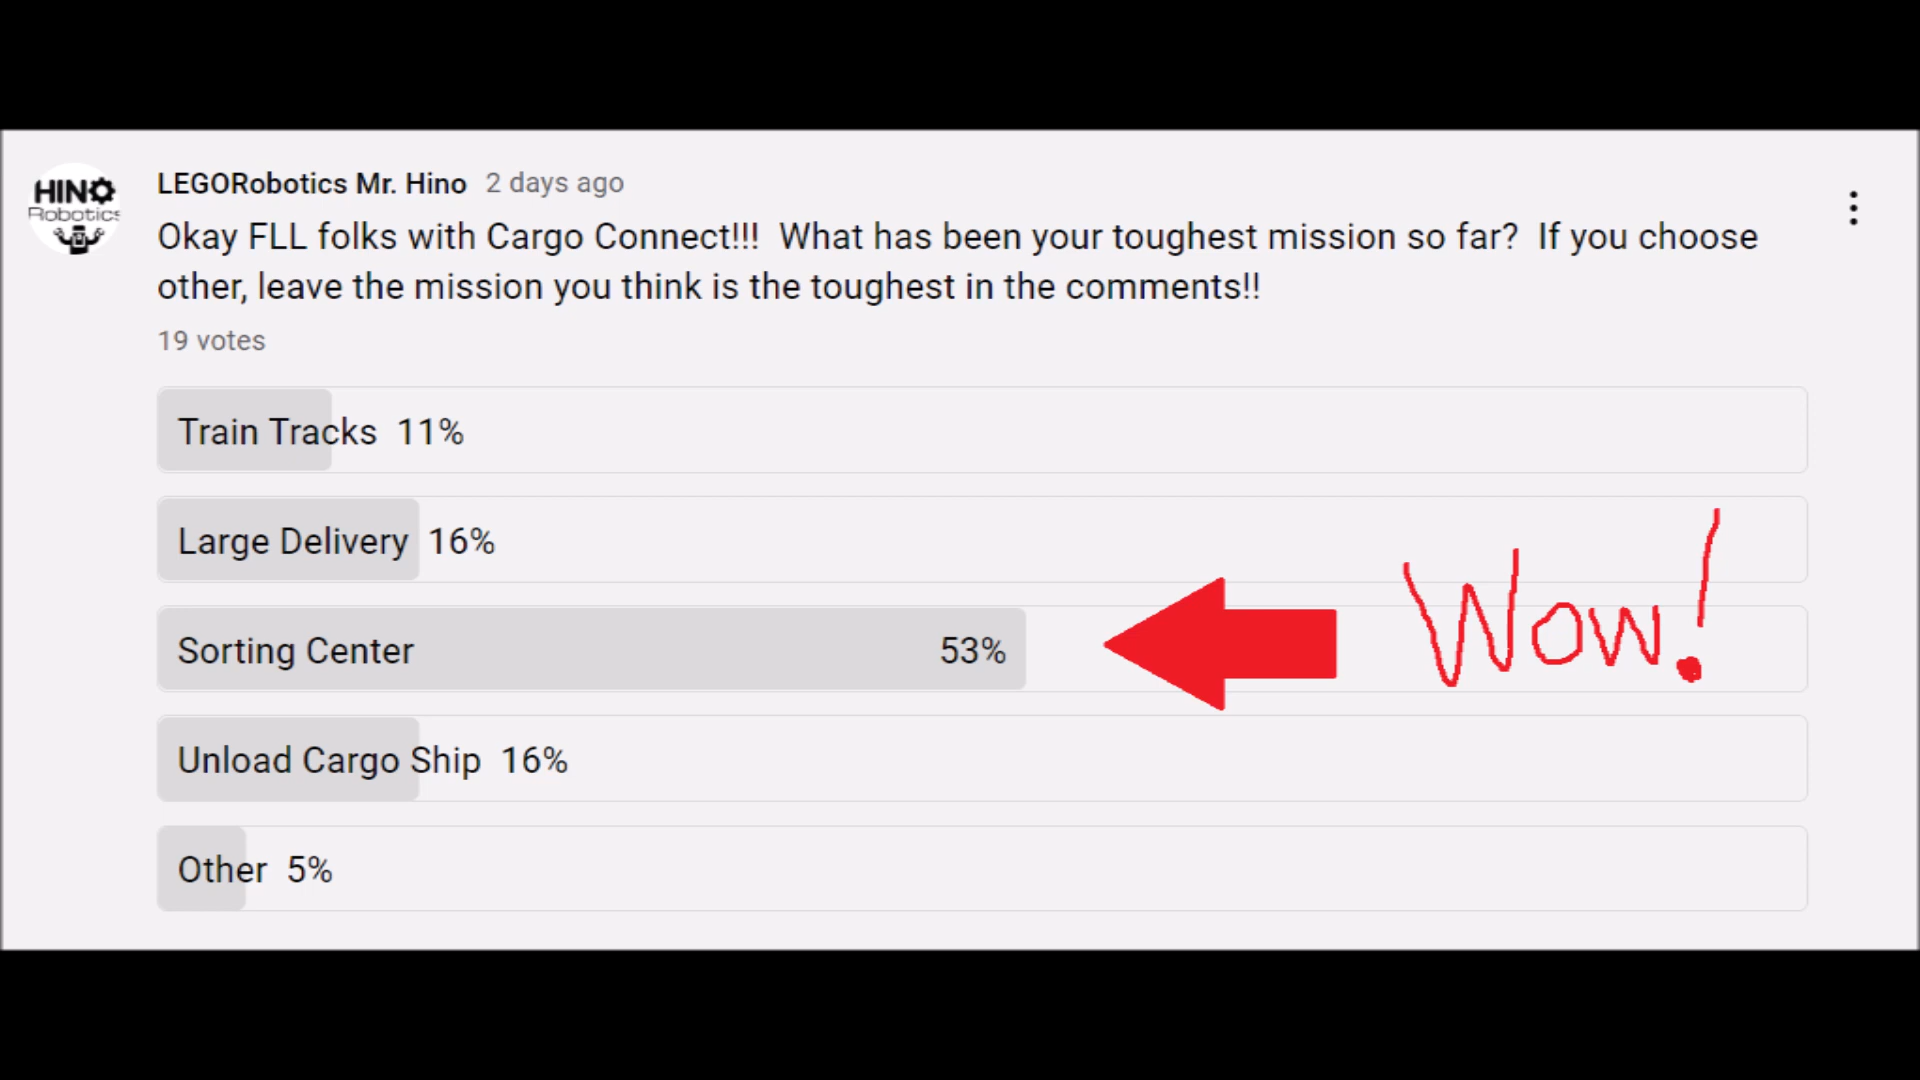 HINO
Robotics
LEGORobotics Mr. Hino 2 days ago
Okay FLL folks with Cargo Connect!!! What has been your toughest mission so far? If you choose
other, leave the mission you think is the toughest in the comments!!
19 votes
Train Tracks 11%
Large Delivery 16%
Sorting Center 53%
Wow!
Unload Cargo Ship 16%
Other 5%